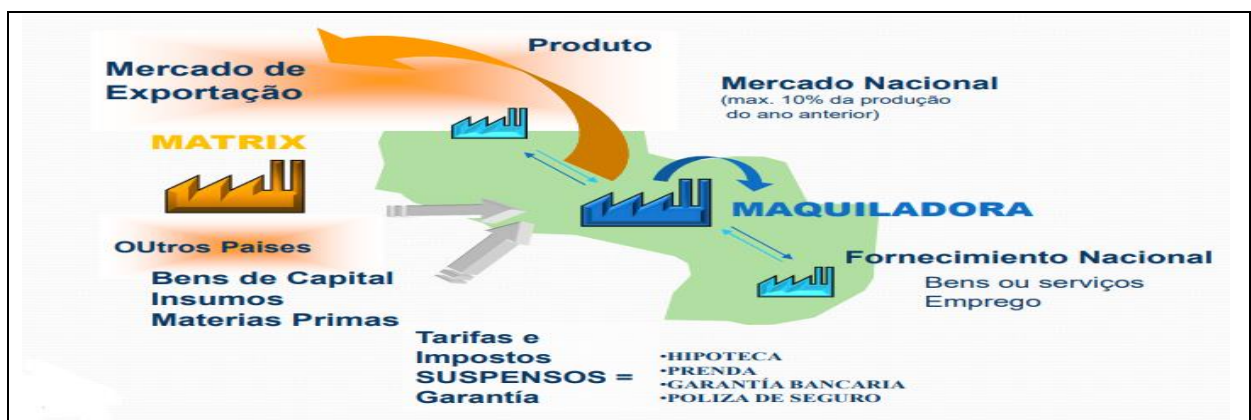 Produto
Mercado de
Exportação
Mercado Nacional
(max. 10% da produção
do ano anterior)
MATRIX
MAQUILADORA
OUtros Paises
Bens de Capital
Insumos
Materias Primas
Fornecimiento Nacional
Bens ou serviços
Emprego
Tarifas e
Impostos
SUSPENSOS =
Garantía
•HIPOTECA
•PRENDA
•GARANTÍA BANCARIA
•POLIZA DE SEGURO